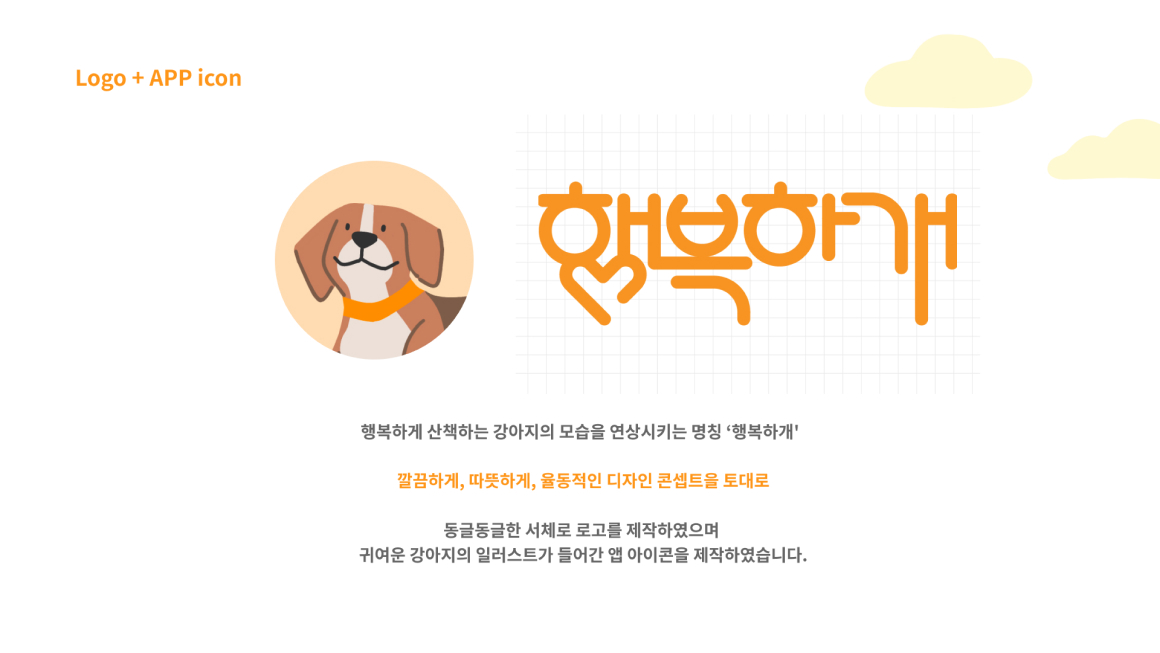 Logo + APP icon
행복하개
행복하게 산책하는 강아지의 모습을 연상시키는 명칭 ‘행복하개'
깔끔하게, 따뜻하게, 율동적인 디자인 콘셉트을 토대로
동글동글한 서체로 로고를 제작하였으며
귀여운 강아지의 일러스트가 들어간 앱 아이콘을 제작하였습니다.